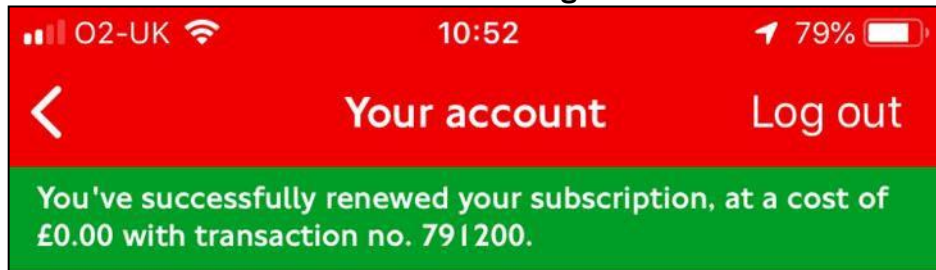 O2-UK 10:52 79%
Your account Log out
You've successfully renewed your subscription, at a cost of
£0.00 with transaction no. 791200.